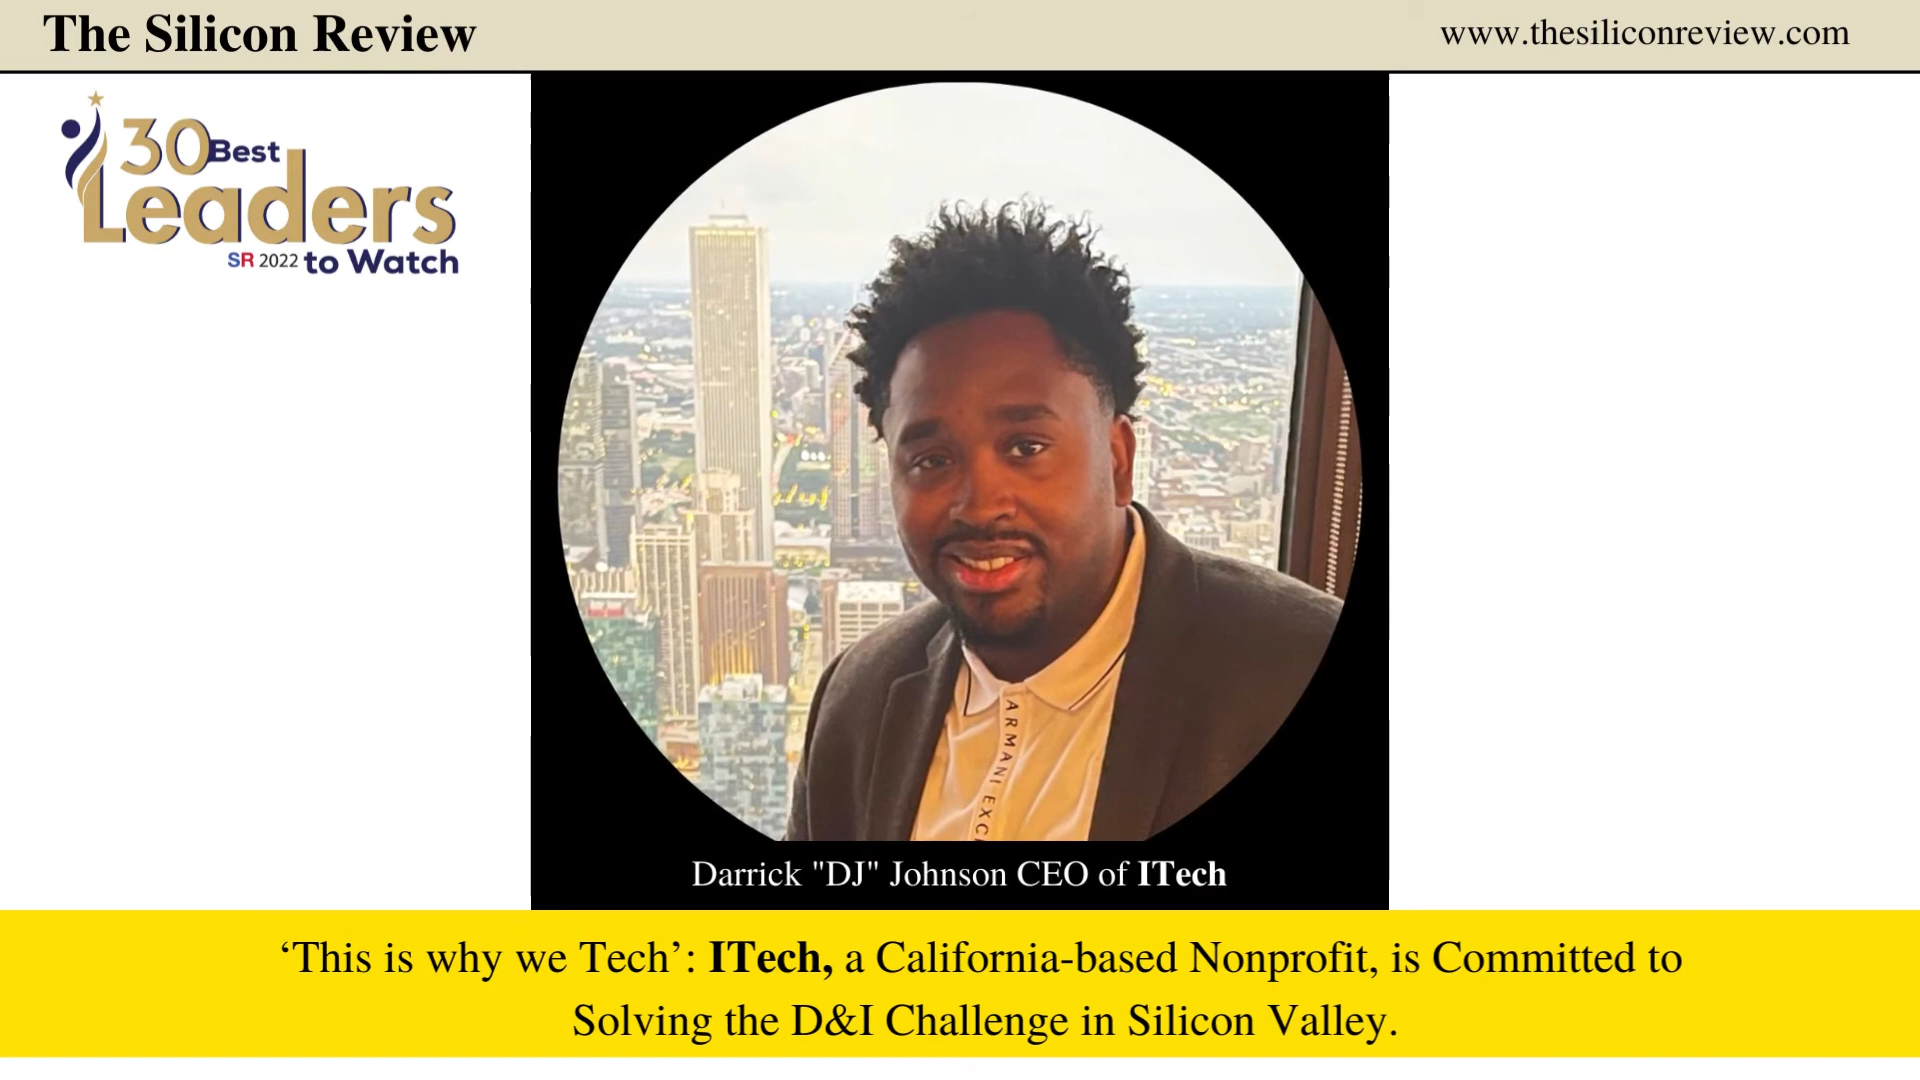 The Silicon Review
www.thesiliconreview.com
30 Best
Leaders
SR 2022 to Watch
ARMANI EXC
Darrick "DJ" Johnson CEO of ITech
‘This is why we Tech’: ITech, a California-based Nonprofit, is Committed to
Solving the D&I Challenge in Silicon Valley.